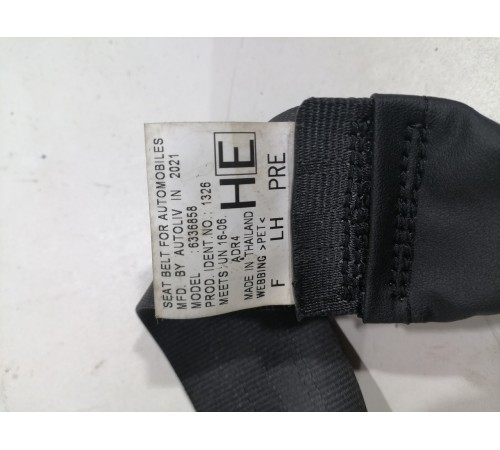 SEAT BELT FOR AUTOMOBILES
MFD. BY AUTOLIV IN 2021
MODEL :6336858
PROD. IDENT.NO.: 1326
MEETS:UN 16-06.
ADR4
HE
MADE IN THAILAND
WEBBING >PET<
F LH PRE